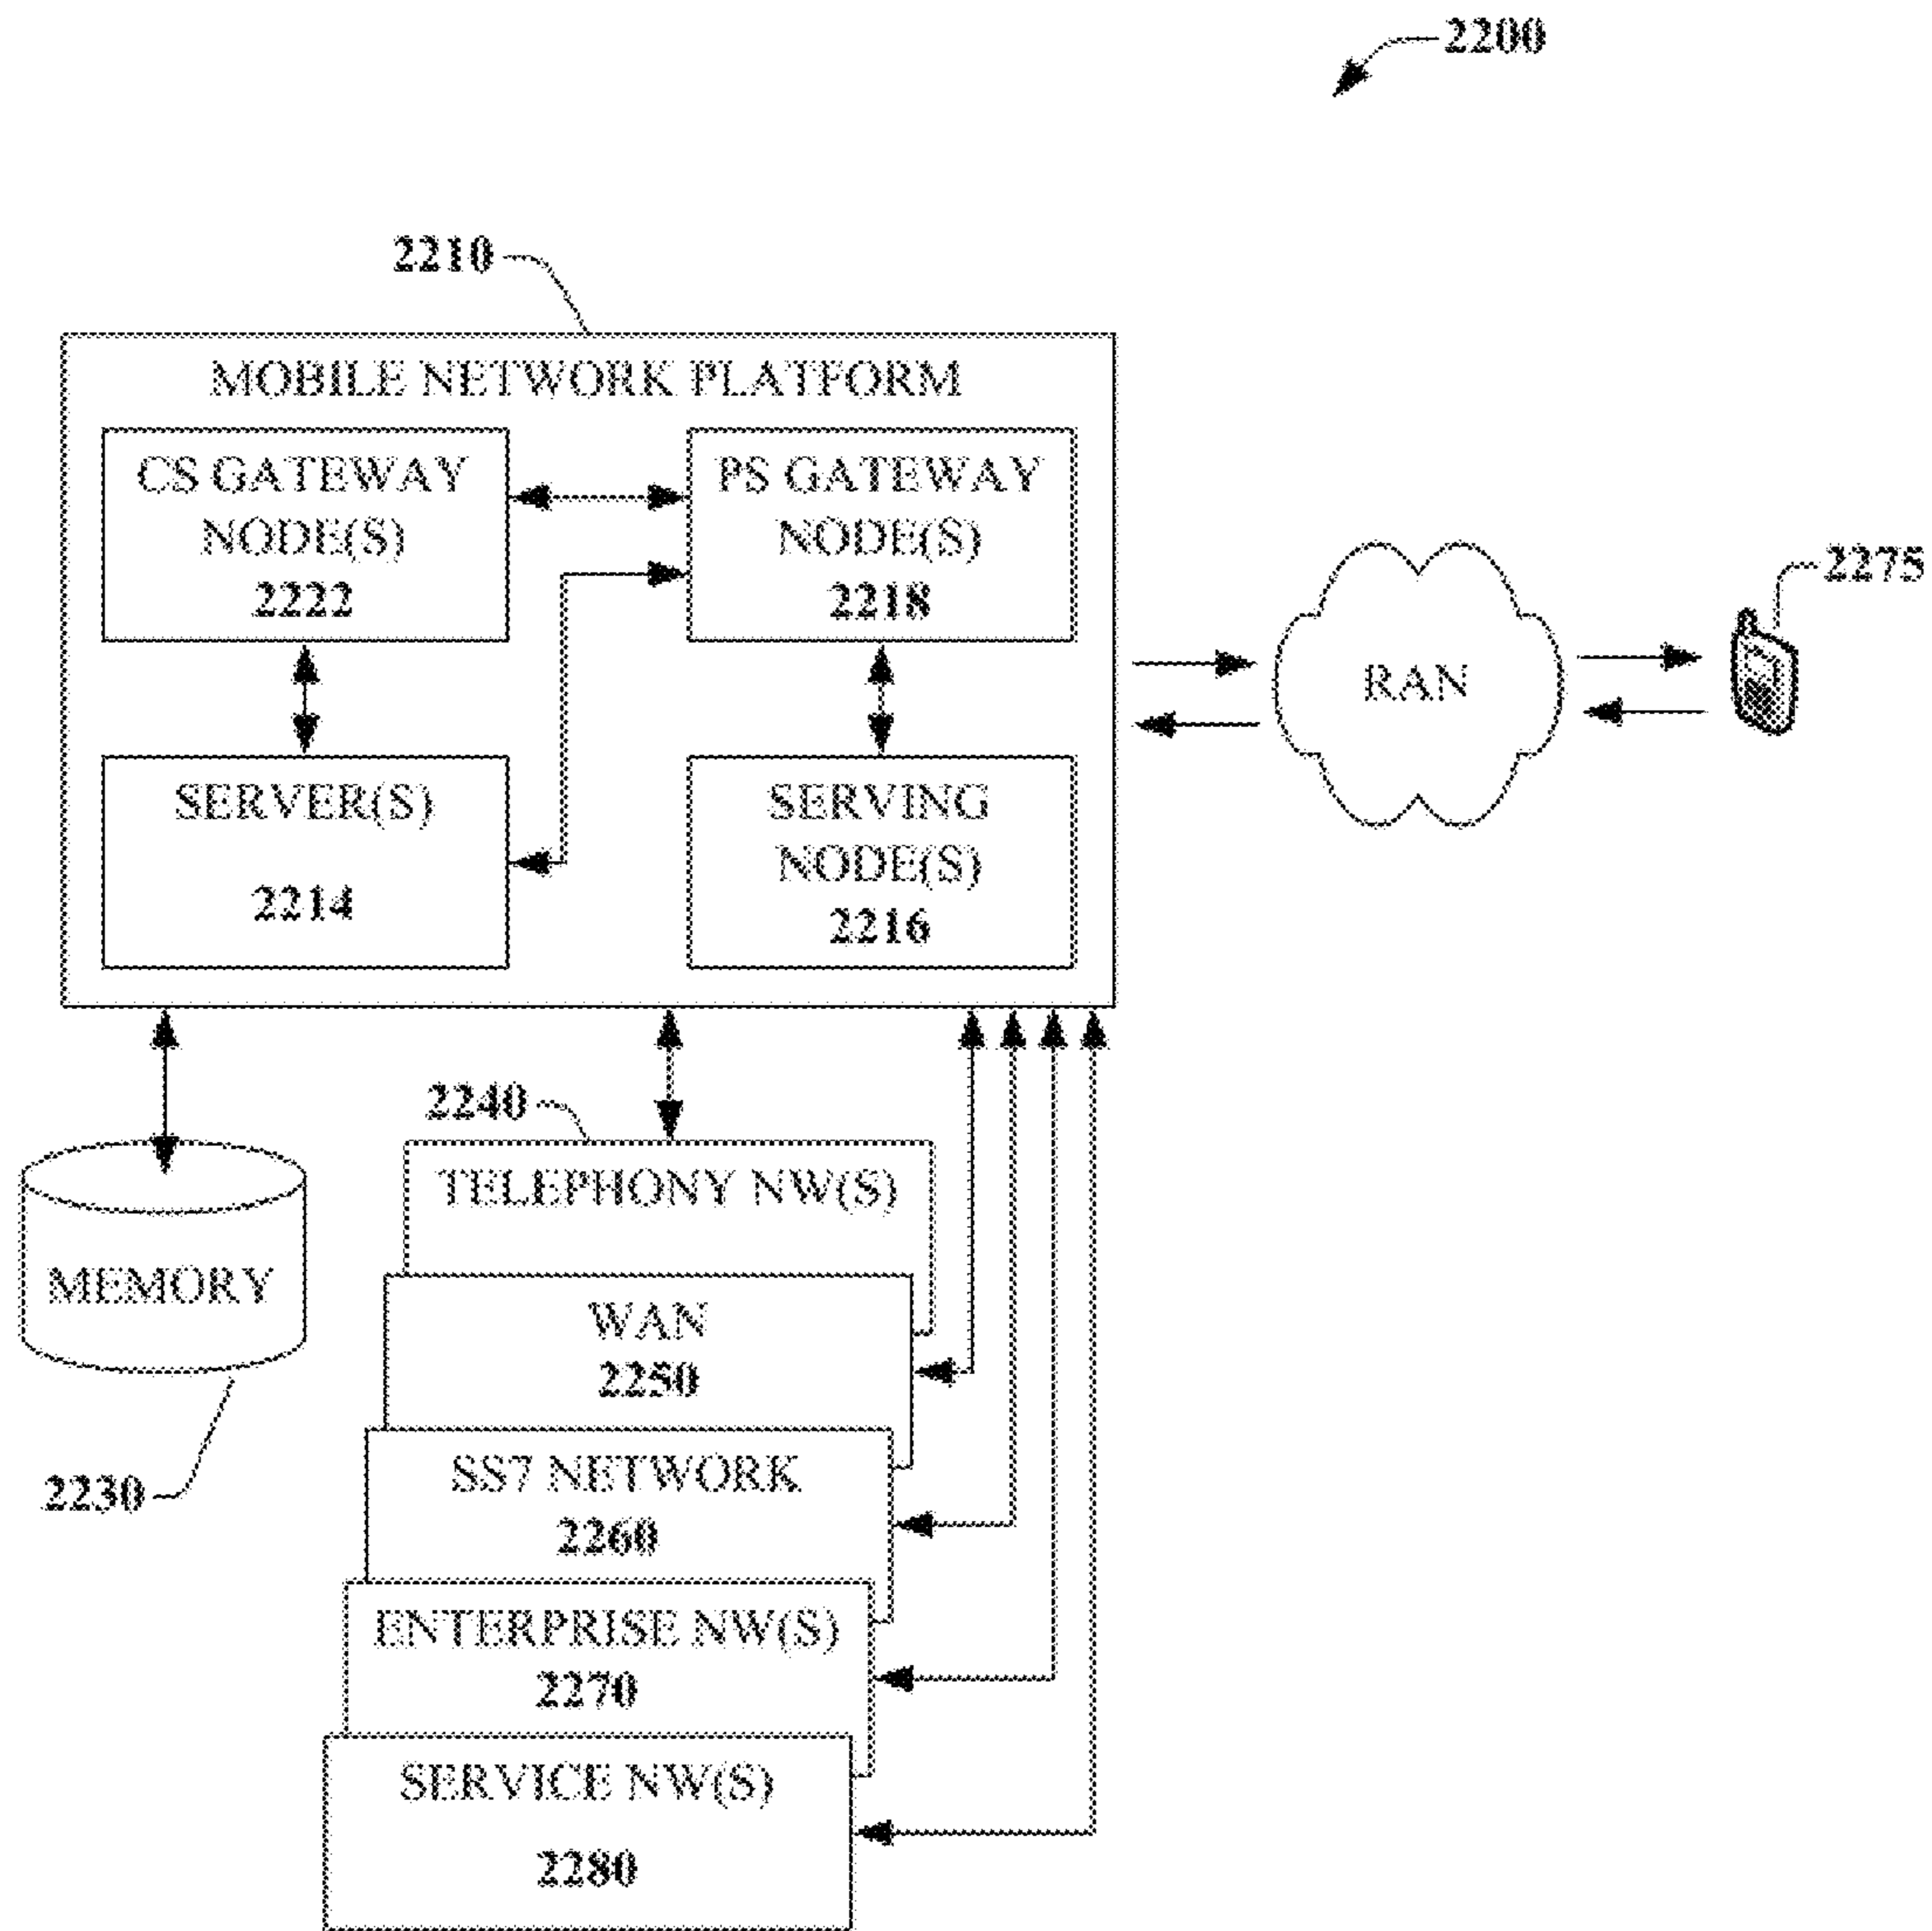 2200
2210
MOBILE NETWORK PLATFORM
CS GATEWAY
NODE(S)
2222
PS GATEWAY
NODE(S)
2218
SERVER(S)
2214
SERVING
NODE(S)
2216
RAN
2275
2240
TELEPHONY NW(S)
MEMORY
2230
WAN
2250
SS7 NETWORK
2260
ENTERPRISE NW(S)
2270
SERVICE NW(S)
2280